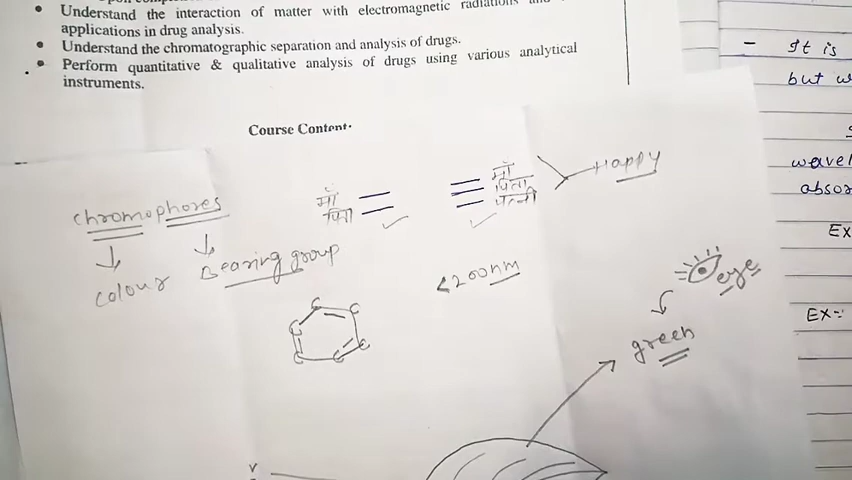 Understand the interaction of matter with electromagnetic radiations and
applications in drug analysis.
Understand the chromatographic separation and analysis of drugs.
Perform quantitative & qualitative analysis of drugs using various analytical
instruments.
Course Content:
chromophores
colour
Bearing group
माँ
पिता
माँ
पिता
पत्नी
Happy
<200nm
C C C C C C
eye
green
- It is
but w
wavel
absor
Ex
Ex:-